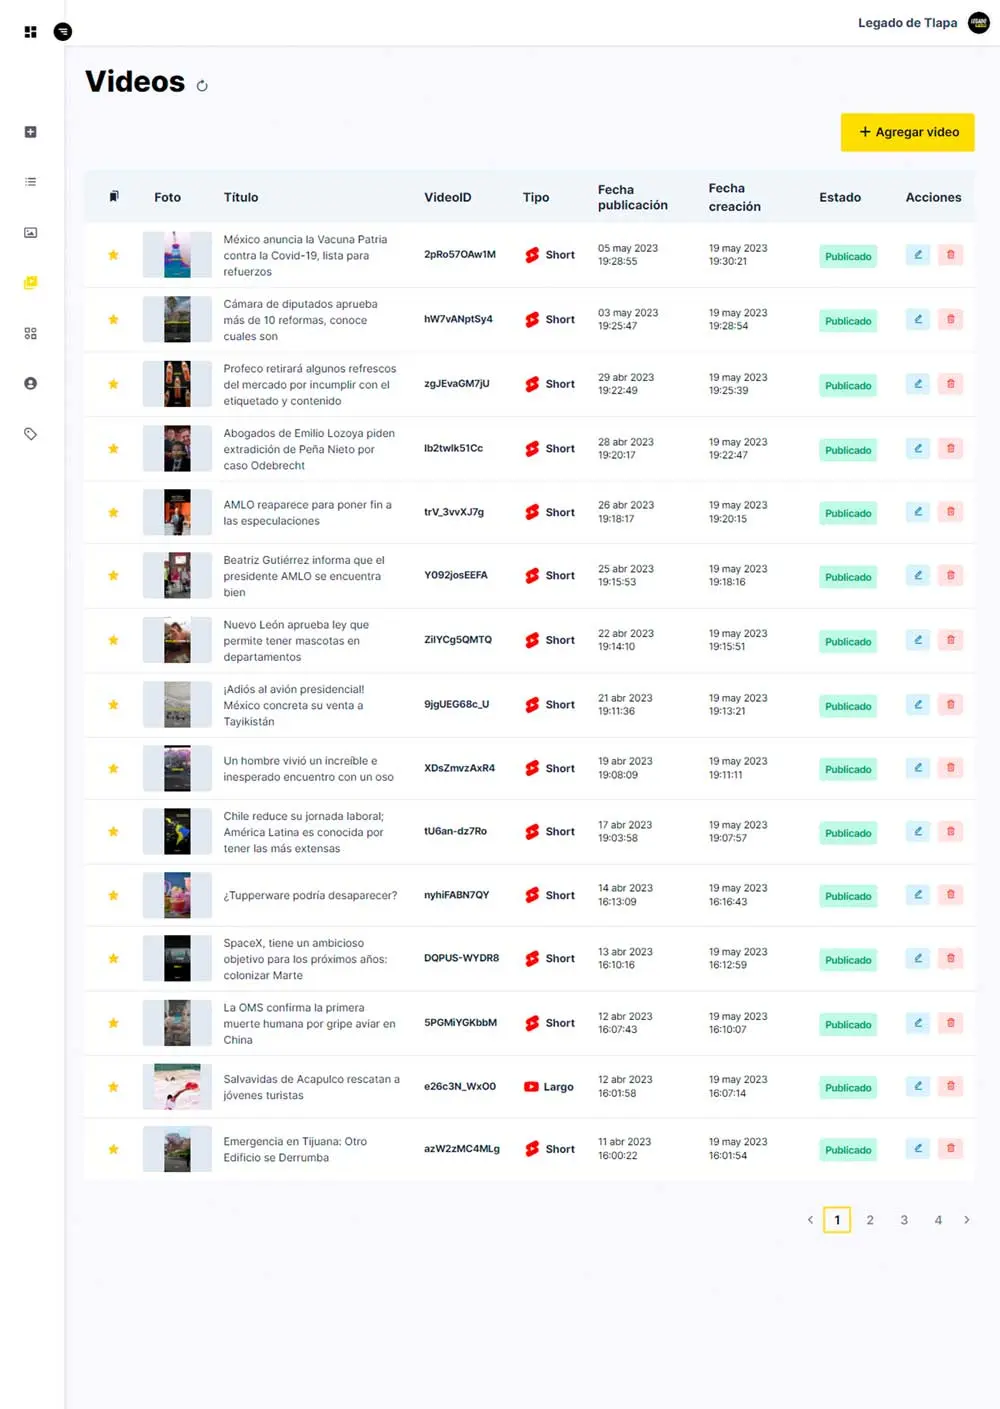 Legado de Tlapa
Videos
+ Agregar video
Foto
Título
VideoID
Tipo
Fecha
publicación
Fecha
creación
Estado
Acciones
México anuncia la Vacuna Patria
contra la Covid-19, lista para
refuerzos
2pRo57OAw1M
Short
05 may 2023
19:28:55
19 may 2023
19:30:21
Publicado
Cámara de diputados aprueba
más de 10 reformas, conoce
cuales son
hW7vANptSy4
Short
03 may 2023
19:25:47
19 may 2023
19:28:54
Publicado
Profeco retirará algunos refrescos
del mercado por incumplir con el
etiquetado y contenido
zgJEvaGM7jU
Short
29 abr 2023
19:22:49
19 may 2023
19:25:39
Publicado
Abogados de Emilio Lozoya piden
extradición de Peña Nieto por
caso Odebrecht
Ib2twlk51Cc
Short
28 abr 2023
19:20:17
19 may 2023
19:22:47
Publicado
AMLO reaparece para poner fin a
las especulaciones
trV_3vvXJ7g
Short
26 abr 2023
19:18:17
19 may 2023
19:20:15
Publicado
Beatriz Gutiérrez informa que el
presidente AMLO se encuentra
bien
Y092josEEFA
Short
25 abr 2023
19:15:53
19 may 2023
19:18:16
Publicado
Nuevo León aprueba ley que
permite tener mascotas en
departamentos
ZiIYCg5QMTQ
Short
22 abr 2023
19:14:10
19 may 2023
19:15:51
Publicado
¡Adiós al avión presidencial!
México concreta su venta a
Tayikistán
9jgUEG68c_U
Short
21 abr 2023
19:11:36
19 may 2023
19:13:21
Publicado
Un hombre vivió un increíble e
inesperado encuentro con un oso
XDsZmvzAxR4
Short
19 abr 2023
19:08:09
19 may 2023
19:11:11
Publicado
Chile reduce su jornada laboral;
América Latina es conocida por
tener las más extensas
tU6an-dz7Ro
Short
17 abr 2023
19:03:58
19 may 2023
19:07:57
Publicado
¿Tupperware podría desaparecer?
nyhiFABN7QY
Short
14 abr 2023
16:13:09
19 may 2023
16:16:43
Publicado
SpaceX, tiene un ambicioso
objetivo para los próximos años:
colonizar Marte
DQPUS-WYDR8
Short
13 abr 2023
16:10:16
19 may 2023
16:12:59
Publicado
La OMS confirma la primera
muerte humana por gripe aviar en
China
5PGMiYGKbbM
Short
12 abr 2023
16:07:43
19 may 2023
16:10:07
Publicado
Salvavidas de Acapulco rescatan a
jóvenes turistas
e26c3N_WxO0
Largo
12 abr 2023
16:01:58
19 may 2023
16:07:14
Publicado
Emergencia en Tijuana: Otro
Edificio se Derrumba
azW2zMC4MLg
Short
11 abr 2023
16:00:22
19 may 2023
16:01:54
Publicado
1 2 3 4